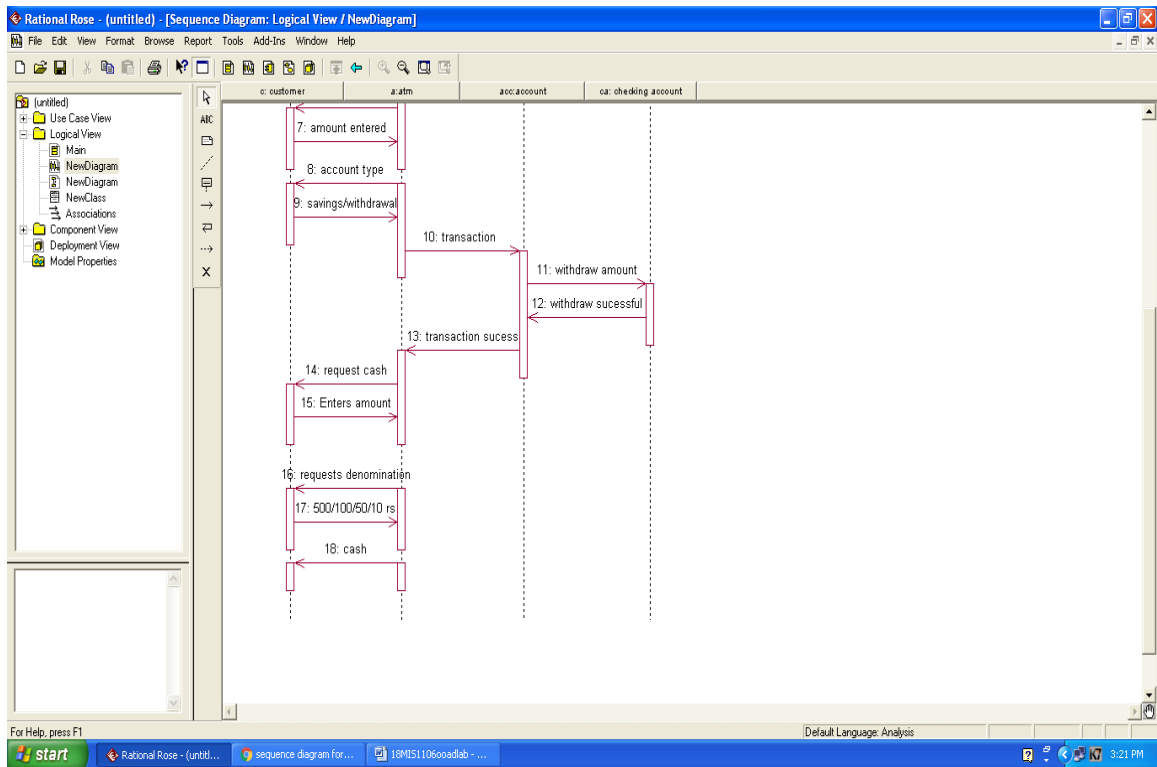 Rational Rose - (untitled) - [Sequence Diagram: Logical View / NewDiagram]
File Edit View Format Browse Report Tools Add-Ins Window Help
(untitled)
Use Case View
Logical View
Main
NewDiagram
NewDiagram
NewClass
Associations
Component View
Deployment View
Model Properties
ABC
c: customer
a:atm
acc:account
ca: checking account
7: amount entered
8: account type
9: savings/withdrawal
10: transaction
11: withdraw amount
12: withdraw sucessful
13: transaction sucess
14: request cash
15: Enters amount
16: requests denomination
17: 500/100/50/10 rs
18: cash
For Help, press F1
Default Language: Analysis
start
Rational Rose - (untitl...
sequence diagram for...
18MIS1106ooadlab - ...
3:21 PM